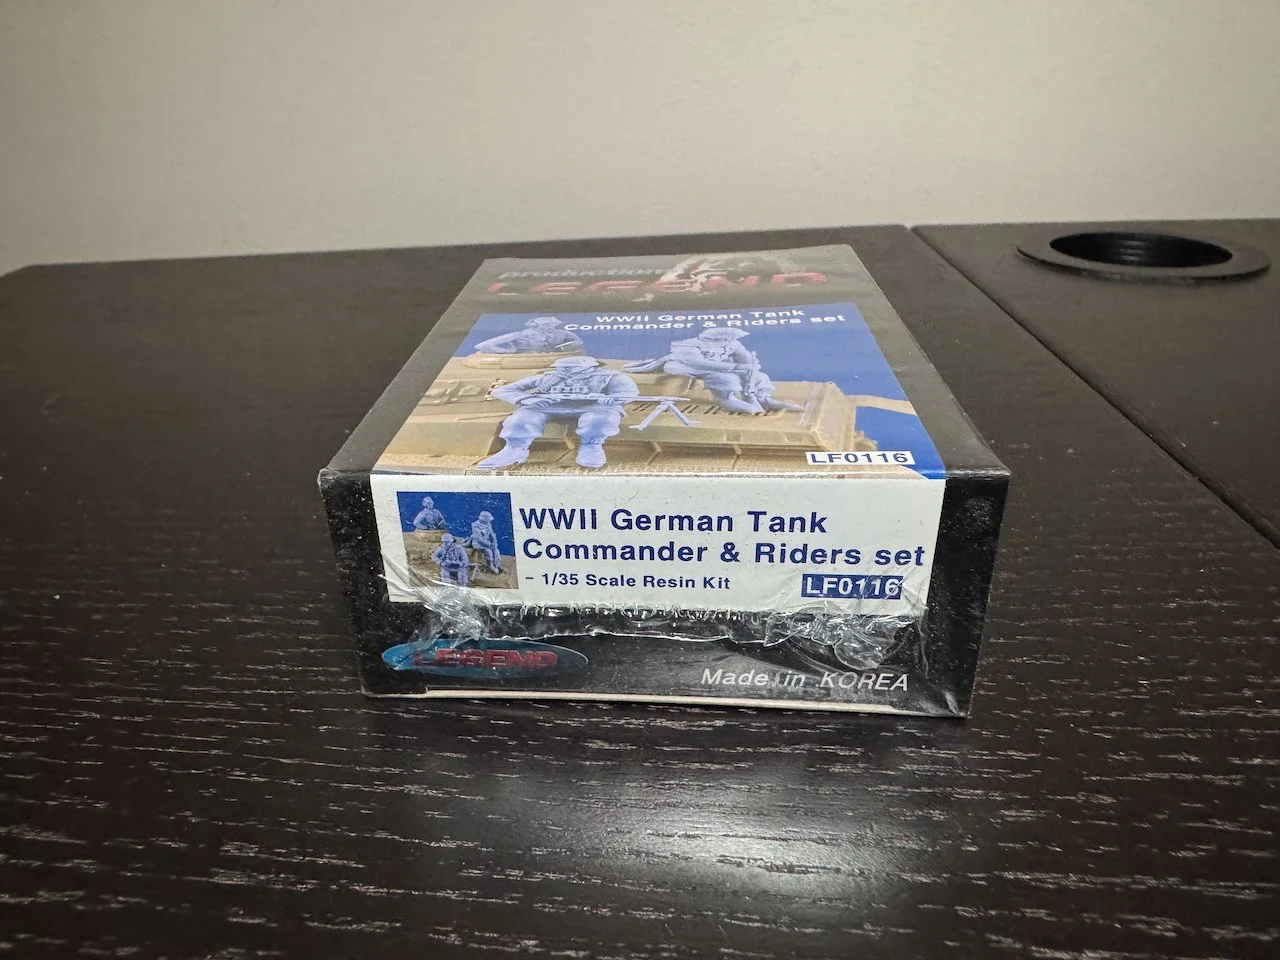 production
LEGEND
WWII German Tank
Commander & Riders set
LF0116
WWII German Tank
Commander & Riders set
- 1/35 Scale Resin Kit
LF0116
LEGEND
Made in KOREA